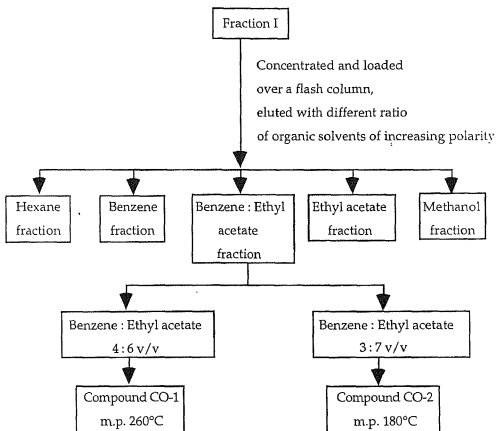 Fraction I
Concentrated and loaded
over a flash column,
eluted with different ratio
of organic solvents of increasing polarity
Hexane
fraction
Benzene
fraction
Benzene : Ethyl
acetate
fraction
Ethyl acetate
fraction
Methanol
fraction
Benzene : Ethyl acetate
4 : 6 v/v
Benzene : Ethyl acetate
3 : 7 v/v
Compound CO-1
m.p. 260°C
Compound CO-2
m.p. 180°C